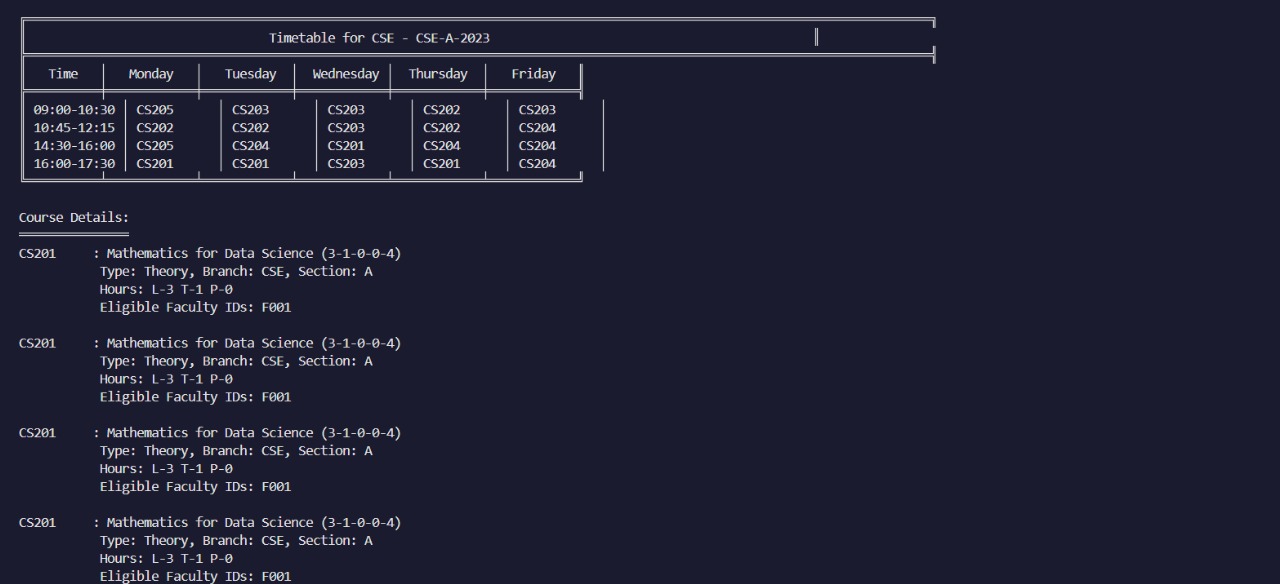 Timetable for CSE - CSE-A-2023
Time Monday Tuesday Wednesday Thursday Friday
09:00-10:30 CS205 CS203 CS203 CS202 CS203
10:45-12:15 CS202 CS202 CS203 CS202 CS204
14:30-16:00 CS205 CS204 CS201 CS204 CS204
16:00-17:30 CS201 CS201 CS203 CS201 CS204
Course Details:
CS201 : Mathematics for Data Science (3-1-0-0-4)
Type: Theory, Branch: CSE, Section: A
Hours: L-3 T-1 P-0
Eligible Faculty IDs: F001
CS201 : Mathematics for Data Science (3-1-0-0-4)
Type: Theory, Branch: CSE, Section: A
Hours: L-3 T-1 P-0
Eligible Faculty IDs: F001
CS201 : Mathematics for Data Science (3-1-0-0-4)
Type: Theory, Branch: CSE, Section: A
Hours: L-3 T-1 P-0
Eligible Faculty IDs: F001
CS201 : Mathematics for Data Science (3-1-0-0-4)
Type: Theory, Branch: CSE, Section: A
Hours: L-3 T-1 P-0
Eligible Faculty IDs: F001